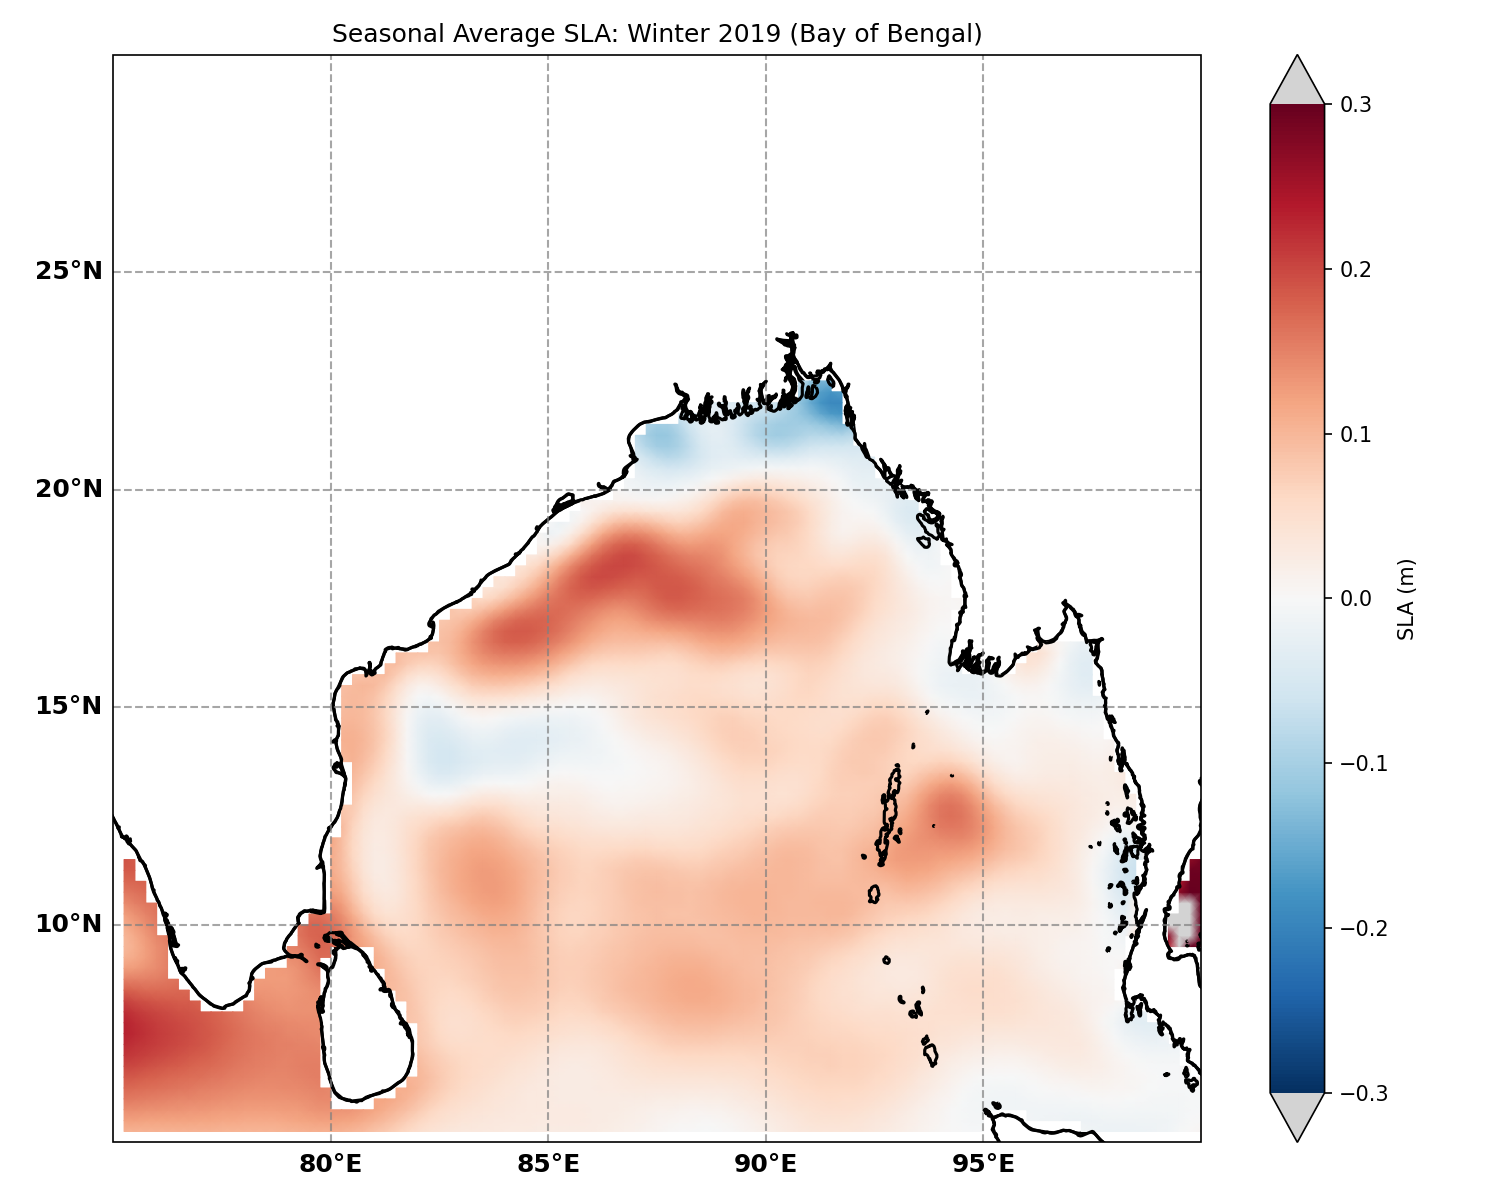 Seasonal Average SLA: Winter 2019 (Bay of Bengal)
25°N
20°N
15°N
10°N
80°E
85°E
90°E
95°E
0.3
0.2
0.1
0.0
−0.1
−0.2
−0.3
SLA (m)